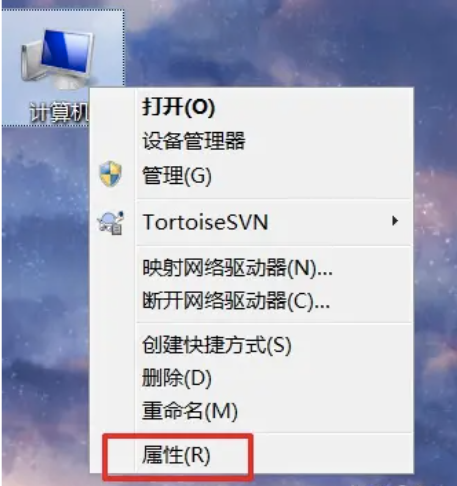 计算机
打开(O)
设备管理器
管理(G)
TortoiseSVN
映射网络驱动器(N)...
断开网络驱动器(C)...
创建快捷方式(S)
删除(D)
重命名(M)
属性(R)